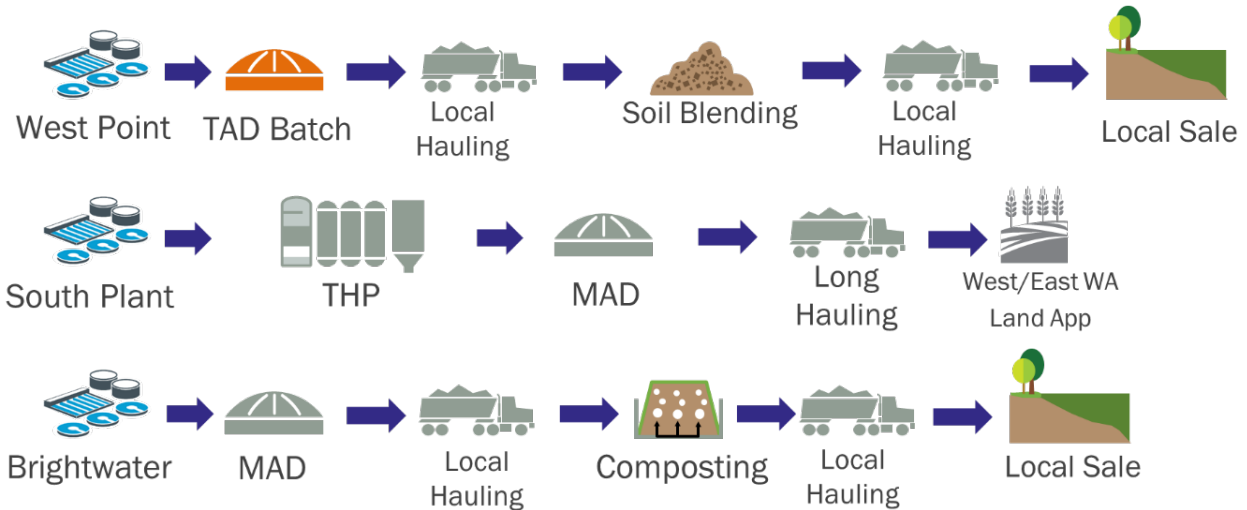 West Point
TAD Batch
Local
Hauling
Soil Blending
Local
Hauling
Local Sale
South Plant
THP
MAD
Long
Hauling
West/East WA
Land App
Brightwater
MAD
Local
Hauling
Composting
Local
Hauling
Local Sale